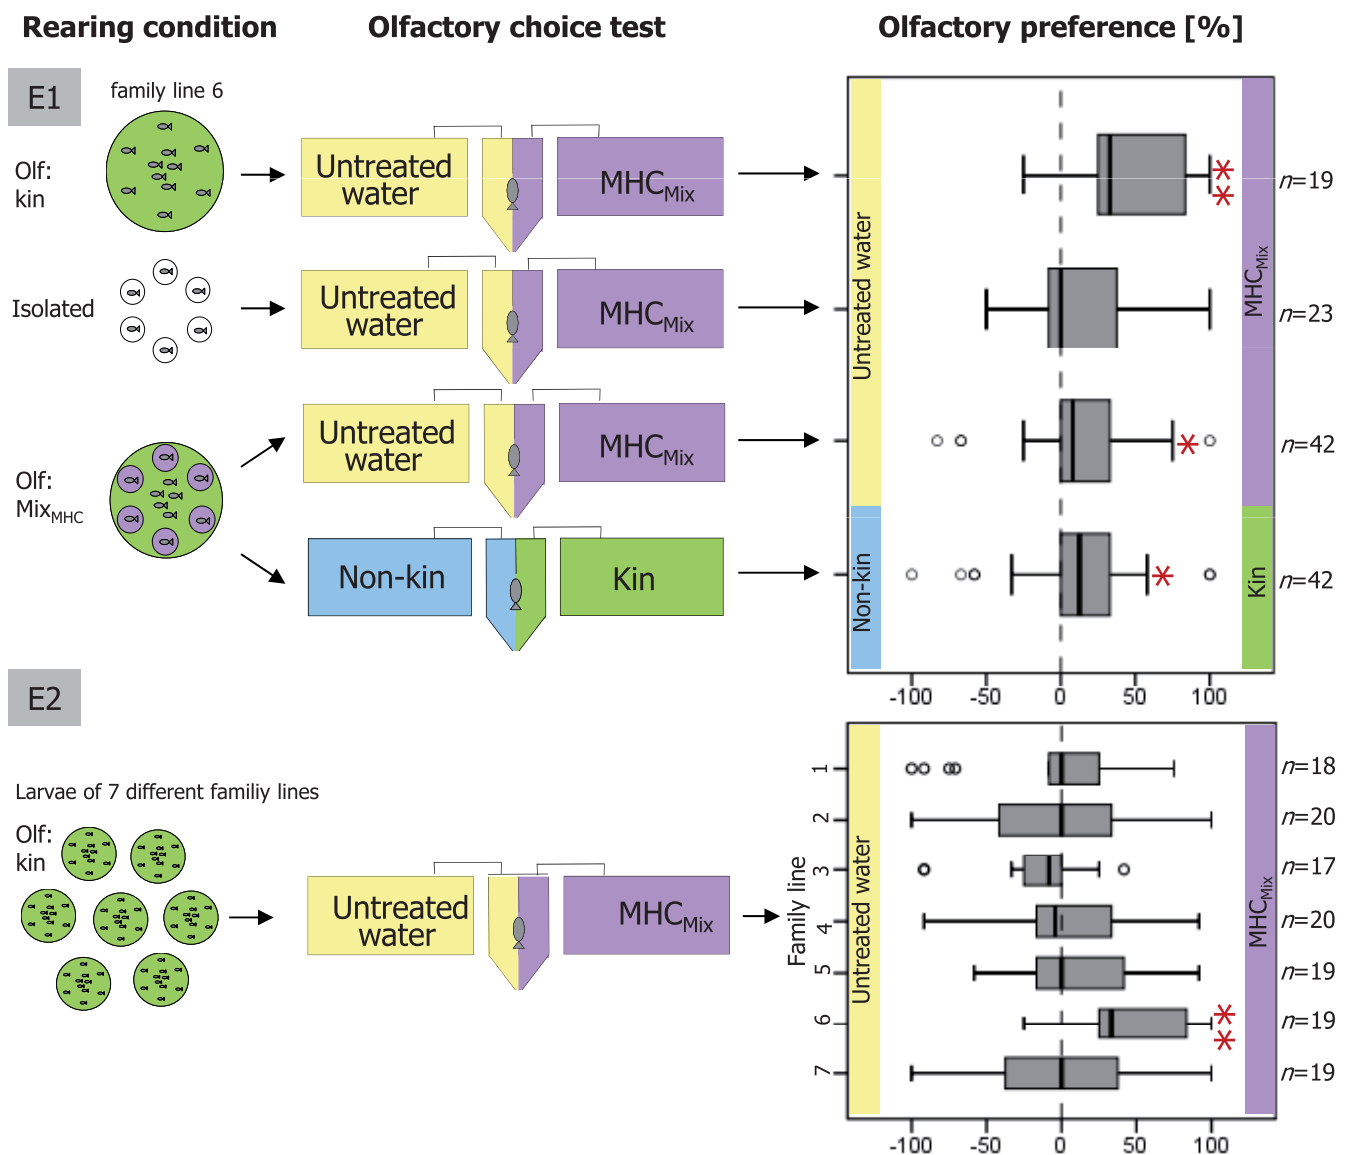 Rearing condition
Olfactory choice test
Olfactory preference [%]
E1
family line 6
Olf:
kin
Untreated
water
MHCMix
n=19
Isolated
Untreated
water
MHCMix
n=23
Olf:
MixMHC
Untreated
water
MHCMix
n=42
Non-kin
Kin
n=42
Untreated water
MHCMix
Non-kin
Kin
-100
-50
0
50
100
E2
Larvae of 7 different familiy lines
Olf:
kin
Untreated
water
MHCMix
Family line
1
2
3
4
5
6
7
Untreated water
MHCMix
n=18
n=20
n=17
n=20
n=19
n=19
n=19
-100
-50
0
50
100